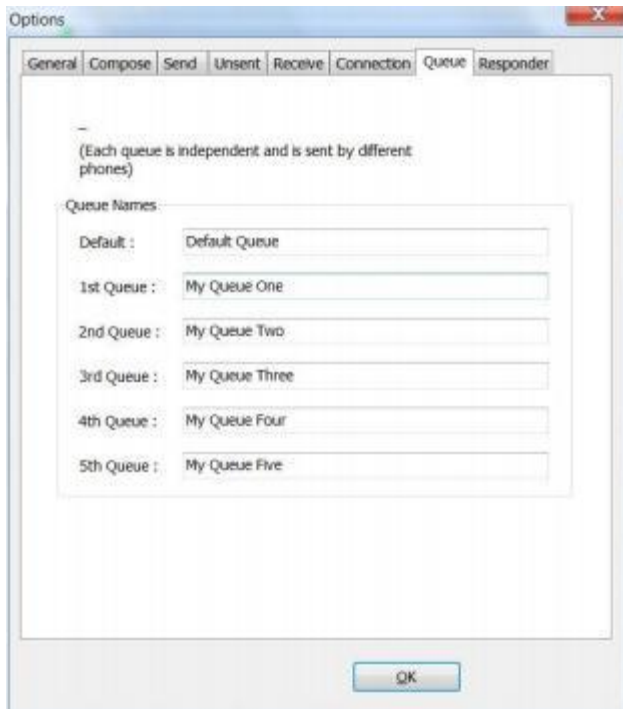 Options
General Compose Send Unsent Receive Connection Queue Responder
(Each queue is independent and is sent by different
phones)
Queue Names
Default : Default Queue
1st Queue : My Queue One
2nd Queue : My Queue Two
3rd Queue : My Queue Three
4th Queue : My Queue Four
5th Queue : My Queue Five
OK